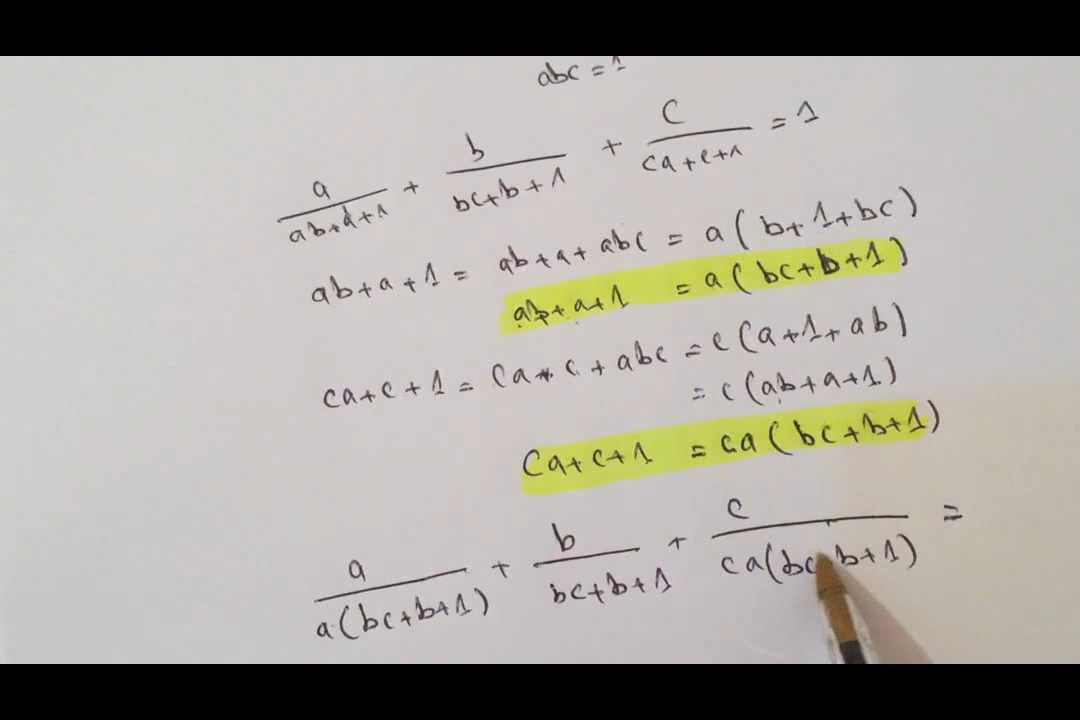 abc = 1
a/(ab+a+1) + b/(bc+b+1) + c/(ca+c+1) = 1
ab+a+1 = ab+a+abc = a(b+1+bc)
ab+a+1 = a(bc+b+1)
ca+c+1 = ca+c+abc = c(a+1+ab)
= c(ab+a+1)
ca+c+1 = ca(bc+b+1)
a/(a(bc+b+1)) + b/(bc+b+1) + c/(ca(bc+b+1)) =